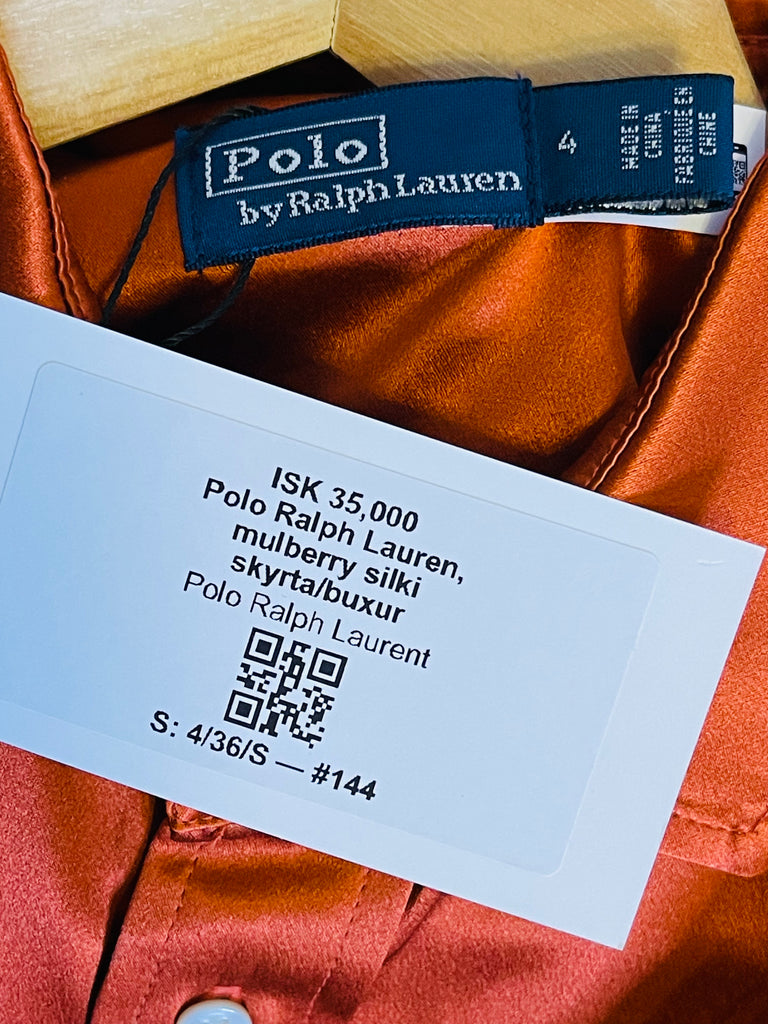 Polo
by Ralph Lauren
4
MADE IN
CHINA
FABRIQUE EN
CHINE
ISK 35,000
Polo Ralph Lauren,
mulberry silki
skyrta/buxur
Polo Ralph Laurent
S: 4/36/S — #144